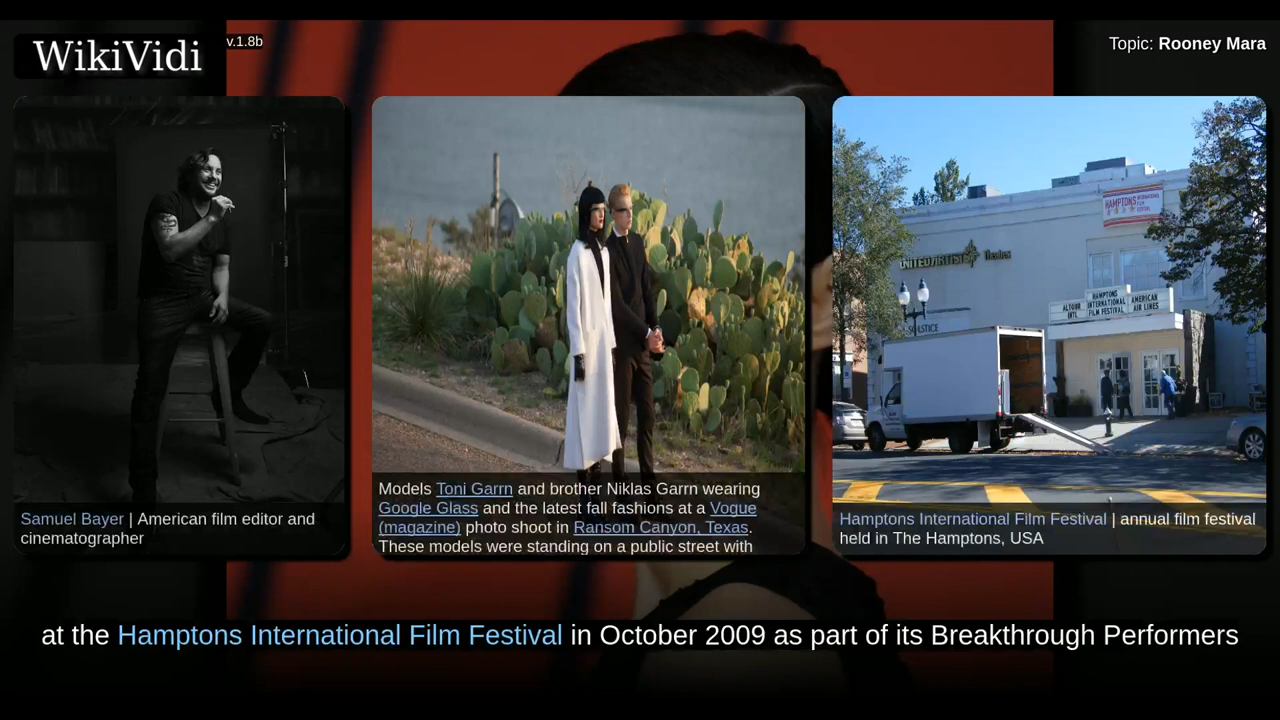 WikiVidi
v.1.8b
Topic: Rooney Mara
HAMPTONS
INTERNATIONAL
FILM
FESTIVAL
UNITED ARTISTS Theatres
HAMPTONS
INTERNATIONAL
FILM FESTIVAL
AMERICAN
AIR LINES
ALTOUR
INTL
SOLSTICE
Samuel Bayer | American film editor and
cinematographer
Models Toni Garrn and brother Niklas Garrn wearing
Google Glass and the latest fall fashions at a Vogue
(magazine) photo shoot in Ransom Canyon, Texas.
These models were standing on a public street with
Hamptons International Film Festival | annual film festival
held in The Hamptons, USA
at the Hamptons International Film Festival in October 2009 as part of its Breakthrough Performers